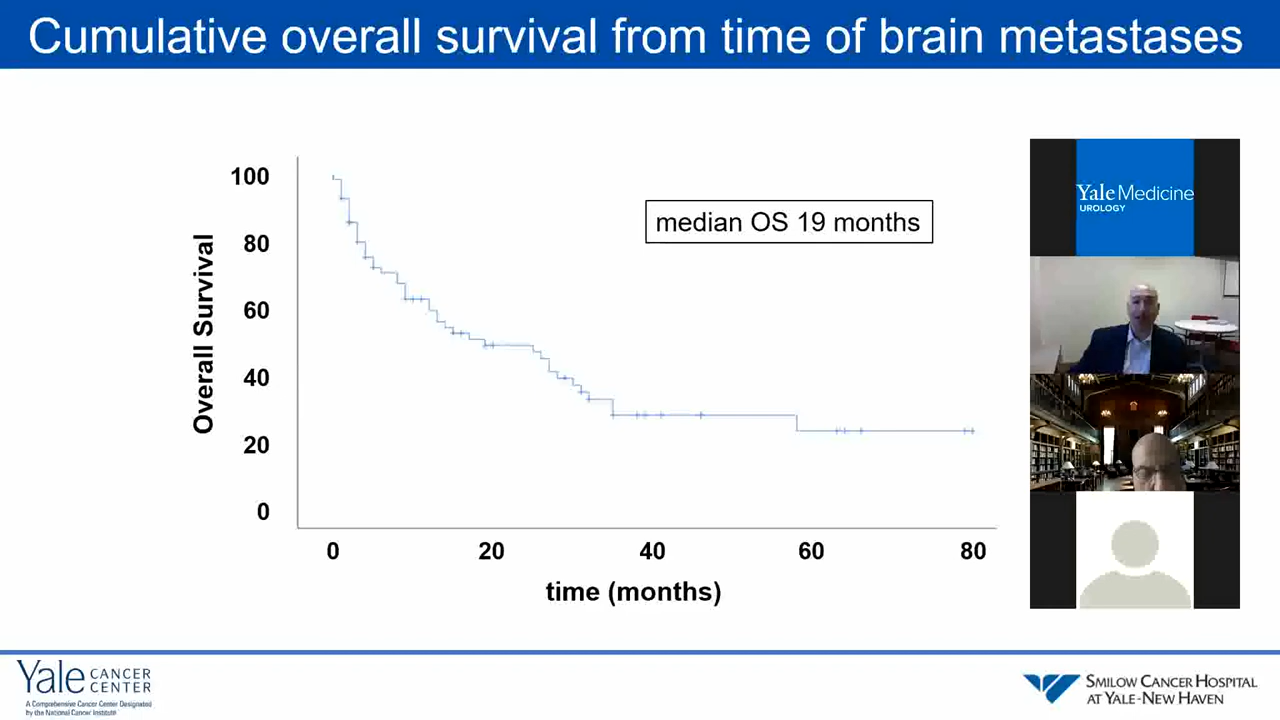 Cumulative overall survival from time of brain metastases
median OS 19 months
Overall Survival
100
80
60
40
20
0
0 20 40 60 80
time (months)
Yale Medicine
UROLOGY
Yale CANCER CENTER
A Comprehensive Cancer Center Designated
by the National Cancer Institute
SMILOW CANCER HOSPITAL
AT YALE-NEW HAVEN